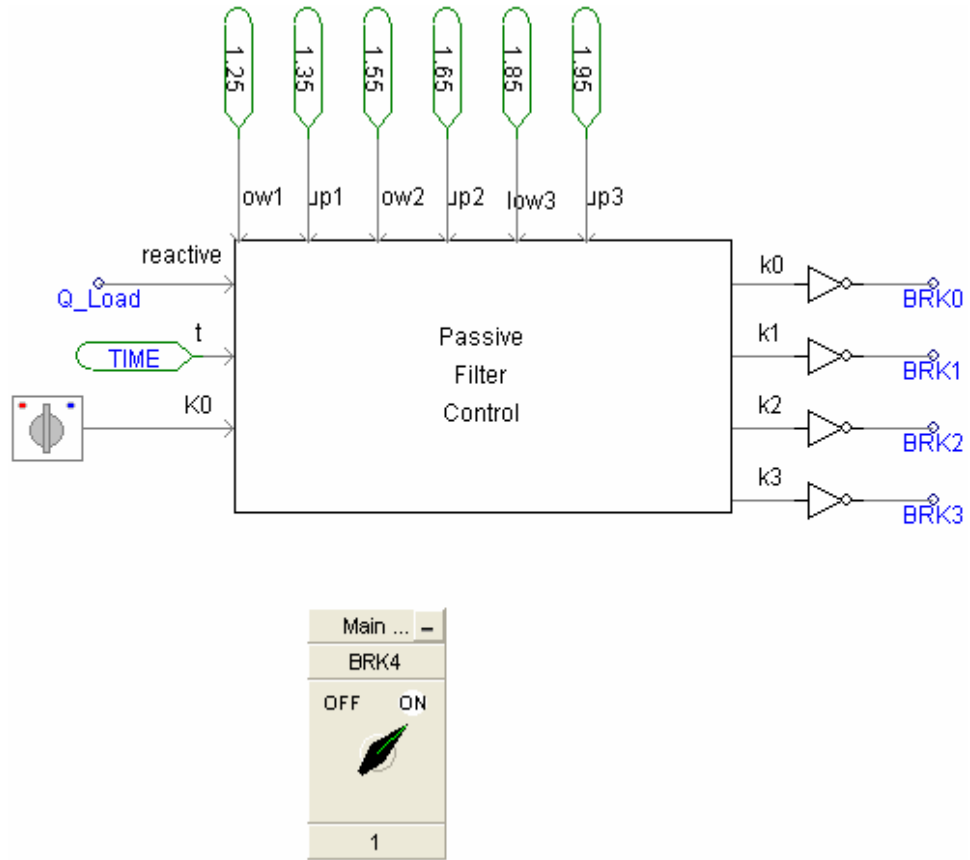 1.25 1.35 1.55 1.65 1.85 1.95
ow1 up1 ow2 up2 low3 up3
reactive
Q_Load
t
TIME
K0
Passive
Filter
Control
k0
BRK0
k1
BRK1
k2
BRK2
k3
BRK3
Main ... –
BRK4
OFF ON
1